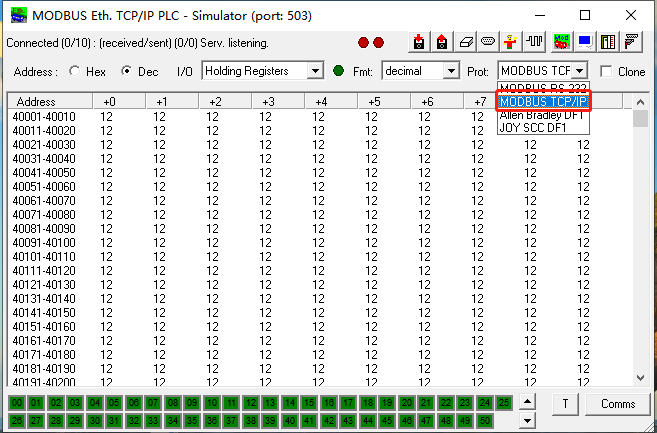 MODBUS Eth. TCP/IP PLC - Simulator (port: 503)
Connected (0/10) : (received/sent) (0/0) Serv. listening.
Address : Hex Dec I/O Holding Registers Fmt: decimal Prot: MODBUS TCF Clone
MODBUS RS-232
MODBUS TCP/IP
Allen Bradley DF1
JOY SCC DF1
Address +0 +1 +2 +3 +4 +5 +6 +7
40001-40010 12 12 12 12 12 12 12 12
40011-40020 12 12 12 12 12 12 12 12
40021-40030 12 12 12 12 12 12 12 12 12 12
40031-40040 12 12 12 12 12 12 12 12 12 12
40041-40050 12 12 12 12 12 12 12 12 12 12
40051-40060 12 12 12 12 12 12 12 12 12 12
40061-40070 12 12 12 12 12 12 12 12 12 12
40071-40080 12 12 12 12 12 12 12 12 12 12
40081-40090 12 12 12 12 12 12 12 12 12 12
40091-40100 12 12 12 12 12 12 12 12 12 12
40101-40110 12 12 12 12 12 12 12 12 12 12
40111-40120 12 12 12 12 12 12 12 12 12 12
40121-40130 12 12 12 12 12 12 12 12 12 12
40131-40140 12 12 12 12 12 12 12 12 12 12
40141-40150 12 12 12 12 12 12 12 12 12 12
40151-40160 12 12 12 12 12 12 12 12 12 12
40161-40170 12 12 12 12 12 12 12 12 12 12
40171-40180 12 12 12 12 12 12 12 12 12 12
40181-40190 12 12 12 12 12 12 12 12 12 12
40191-40200 12 12 12 12 12 12 12 12 12 12
00 01 02 03 04 05 06 07 08 09 10 11 12 13 14 15 16 17 18 19 20 21 22 23 24 25
26 27 28 29 30 31 32 33 34 35 36 37 38 39 40 41 42 43 44 45 46 47 48 49 50
T Comms